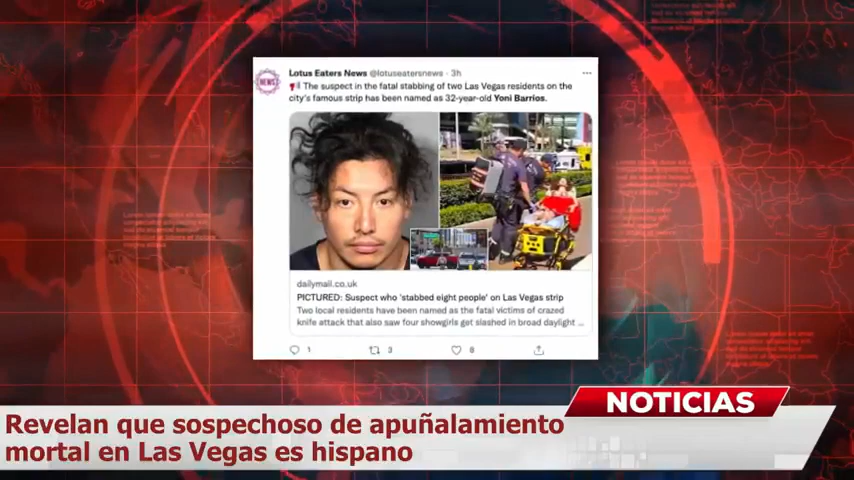 Lotus Eaters News @lotuseatersnews · 3h
The suspect in the fatal stabbing of two Las Vegas residents on the
city's famous strip has been named as 32-year-old Yoni Barrios.
NEWS
dailymail.co.uk
PICTURED: Suspect who 'stabbed eight people' on Las Vegas strip
Two local residents have been named as the fatal victims of crazed
knife attack that also saw four showgirls get slashed in broad daylight ...
1 3 8
NOTICIAS
Revelan que sospechoso de apuñalamiento
mortal en Las Vegas es hispano